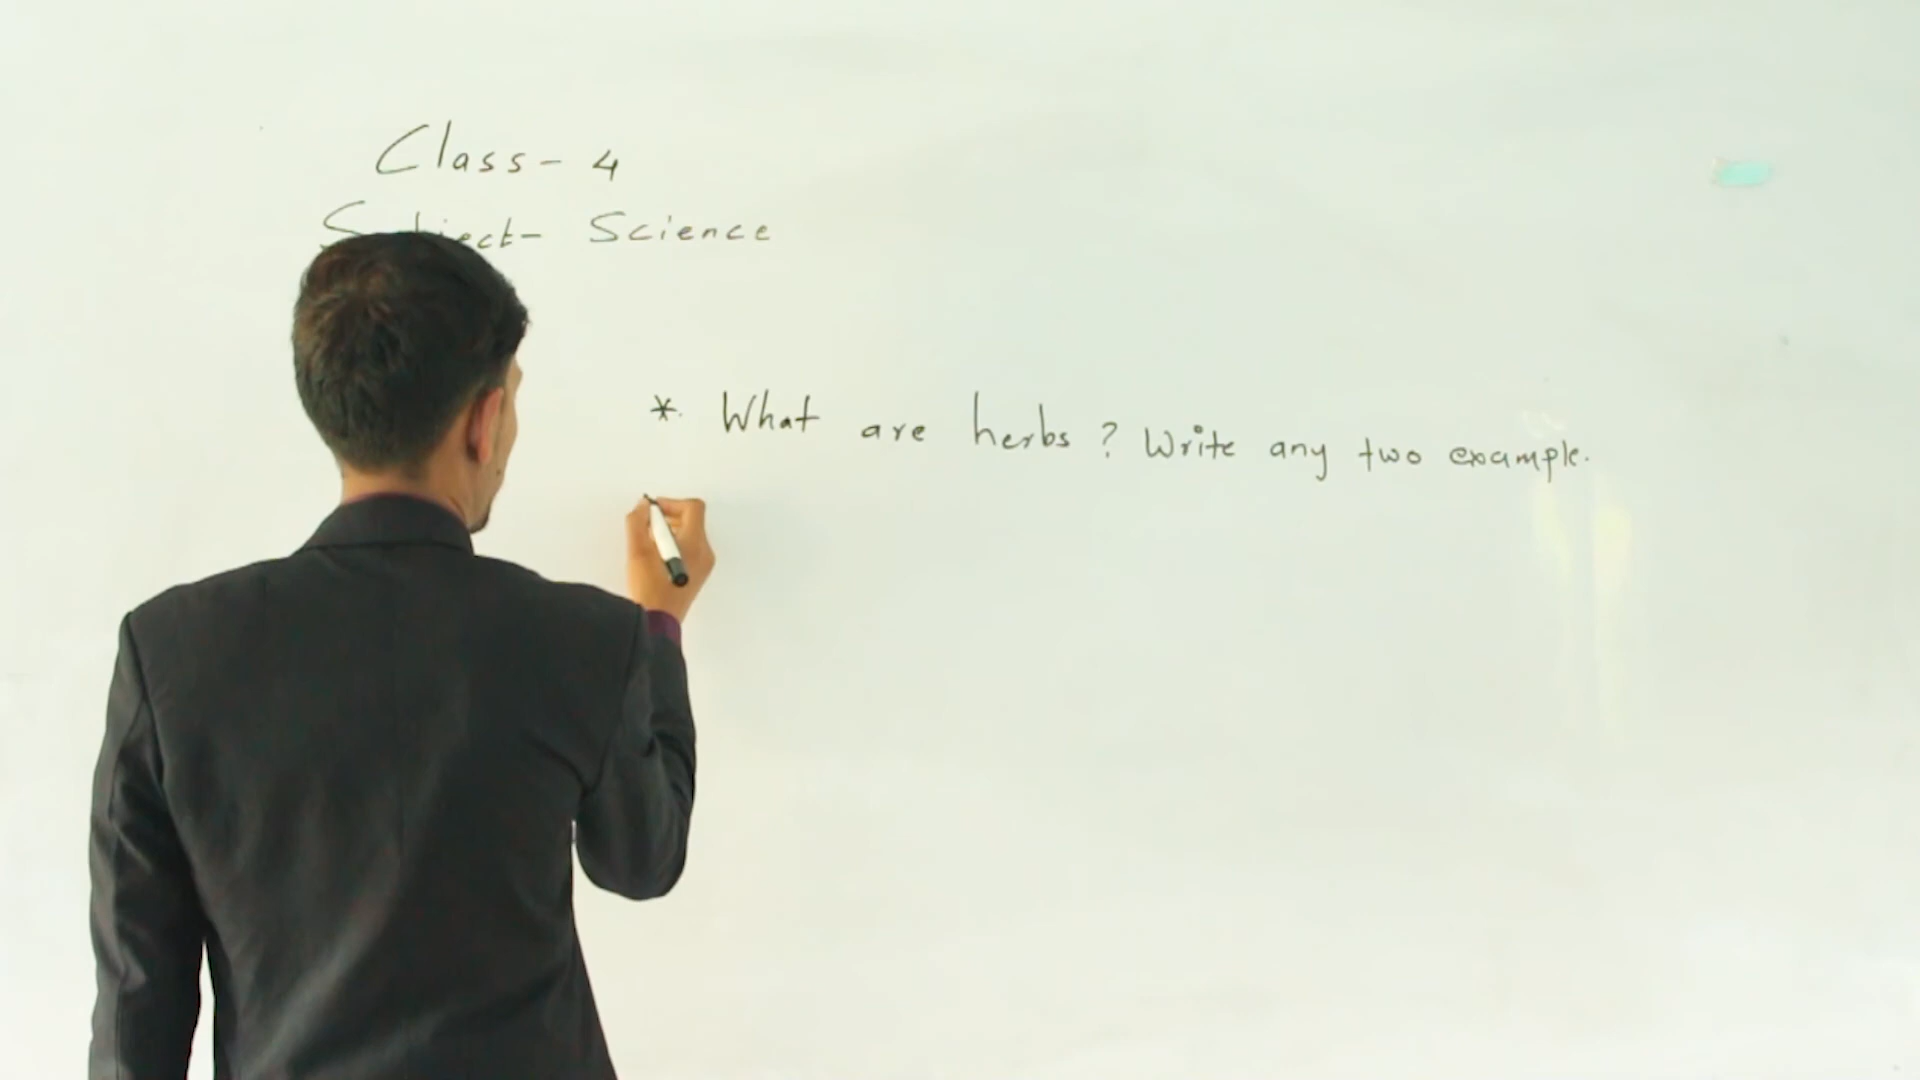 Class- 4
Subject- Science
*. What are herbs? Write any two example.